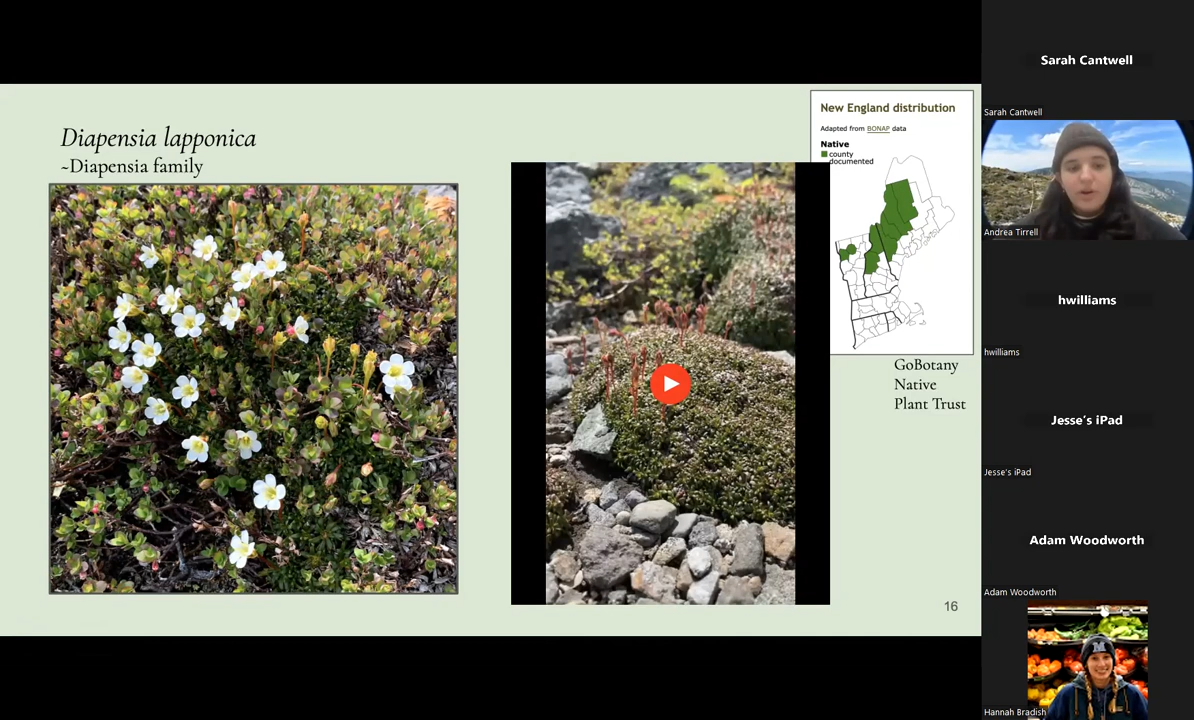 Diapensia lapponica
~Diapensia family
New England distribution
Adapted from BONAP data
Native
county
documented
GoBotany
Native
Plant Trust
16
Sarah Cantwell
Sarah Cantwell
Andrea Tirrell
hwilliams
hwilliams
Jesse's iPad
Jesse's iPad
Adam Woodworth
Adam Woodworth
M
Hannah Bradish